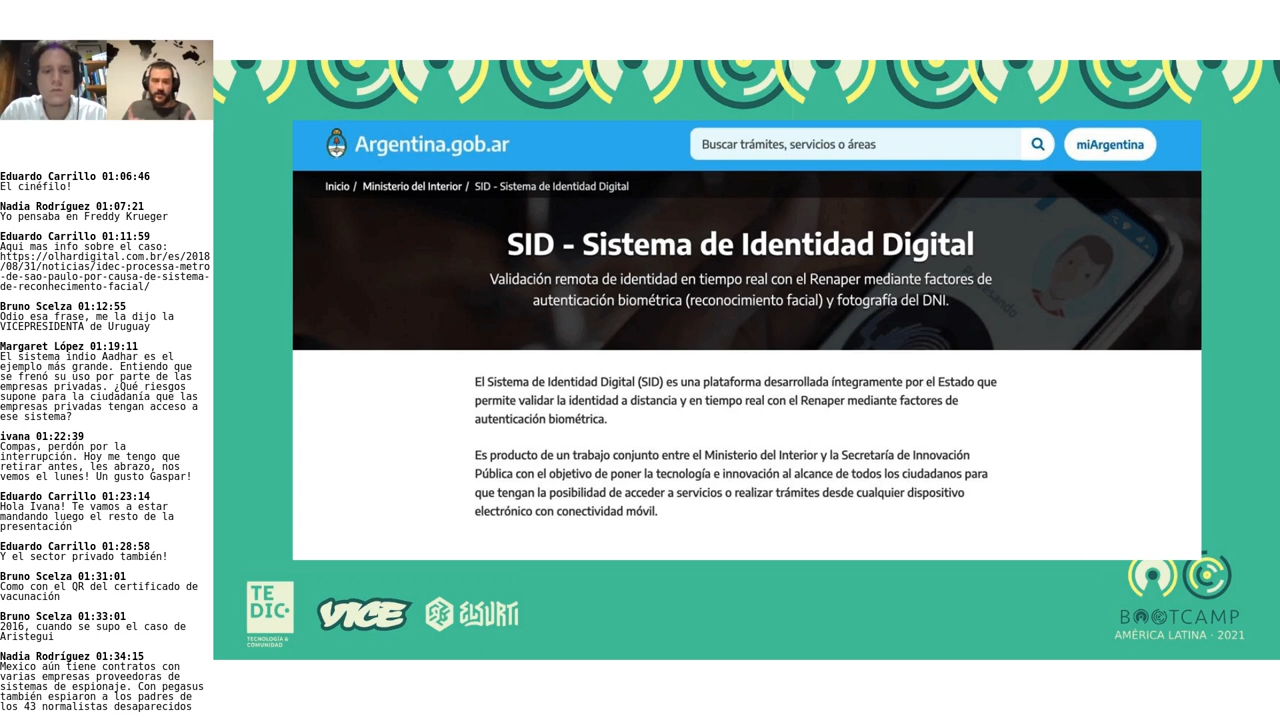 Eduardo Carrillo 01:06:46
El cinéfilo!
Nadia Rodríguez 01:07:21
Yo pensaba en Freddy Krueger
Eduardo Carrillo 01:11:59
Aqui mas info sobre el caso:
https://olhardigital.com.br/es/2018
/08/31/noticias/idec-processa-metro
-de-sao-paulo-por-causa-de-sistema-
de-reconhecimento-facial/
Bruno Scelza 01:12:55
Odio esa frase, me la dijo la
VICEPRESIDENTA de Uruguay
Margaret López 01:19:11
El sistema indio Aadhar es el
ejemplo más grande. Entiendo que
se frenó su uso por parte de las
empresas privadas. ¿Qué riesgos
supone para la ciudadanía que las
empresas privadas tengan acceso a
ese sistema?
ivana 01:22:39
Compas, perdón por la
interrupción. Hoy me tengo que
retirar antes, les abrazo, nos
vemos el lunes! Un gusto Gaspar!
Eduardo Carrillo 01:23:14
Hola Ivana! Te vamos a estar
mandando luego el resto de la
presentación
Eduardo Carrillo 01:28:58
Y el sector privado también!
Bruno Scelza 01:31:01
Como con el QR del certificado de
vacunación
Bruno Scelza 01:33:01
2016, cuando se supo el caso de
Aristegui
Nadia Rodríguez 01:34:15
Mexico aún tiene contratos con
varias empresas proveedoras de
sistemas de espionaje. Con pegasus
también espiaron a los padres de
los 43 normalistas desaparecidos
Argentina.gob.ar
Buscar trámites, servicios o áreas
miArgentina
Inicio / Ministerio del Interior / SID - Sistema de Identidad Digital
SID - Sistema de Identidad Digital
Validación remota de identidad en tiempo real con el Renaper mediante factores de
autenticación biométrica (reconocimiento facial) y fotografía del DNI.
El Sistema de Identidad Digital (SID) es una plataforma desarrollada íntegramente por el Estado que
permite validar la identidad a distancia y en tiempo real con el Renaper mediante factores de
autenticación biométrica.
Es producto de un trabajo conjunto entre el Ministerio del Interior y la Secretaría de Innovación
Pública con el objetivo de poner la tecnología e innovación al alcance de todos los ciudadanos para
que tengan la posibilidad de acceder a servicios o realizar trámites desde cualquier dispositivo
electrónico con conectividad móvil.
TE
DIC
TECNOLOGÍA &
COMUNIDAD
VICE
ELSURTI
BOOTCAMP
AMÉRICA LATINA · 2021